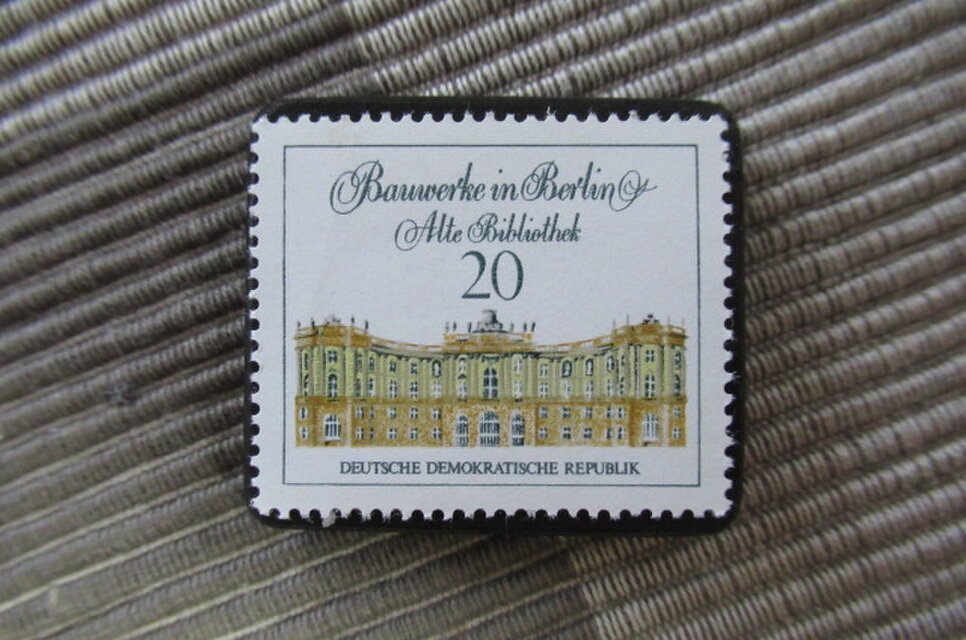 Bauwerke in Berlin
Alte Bibliothek
20
DEUTSCHE DEMOKRATISCHE REPUBLIK